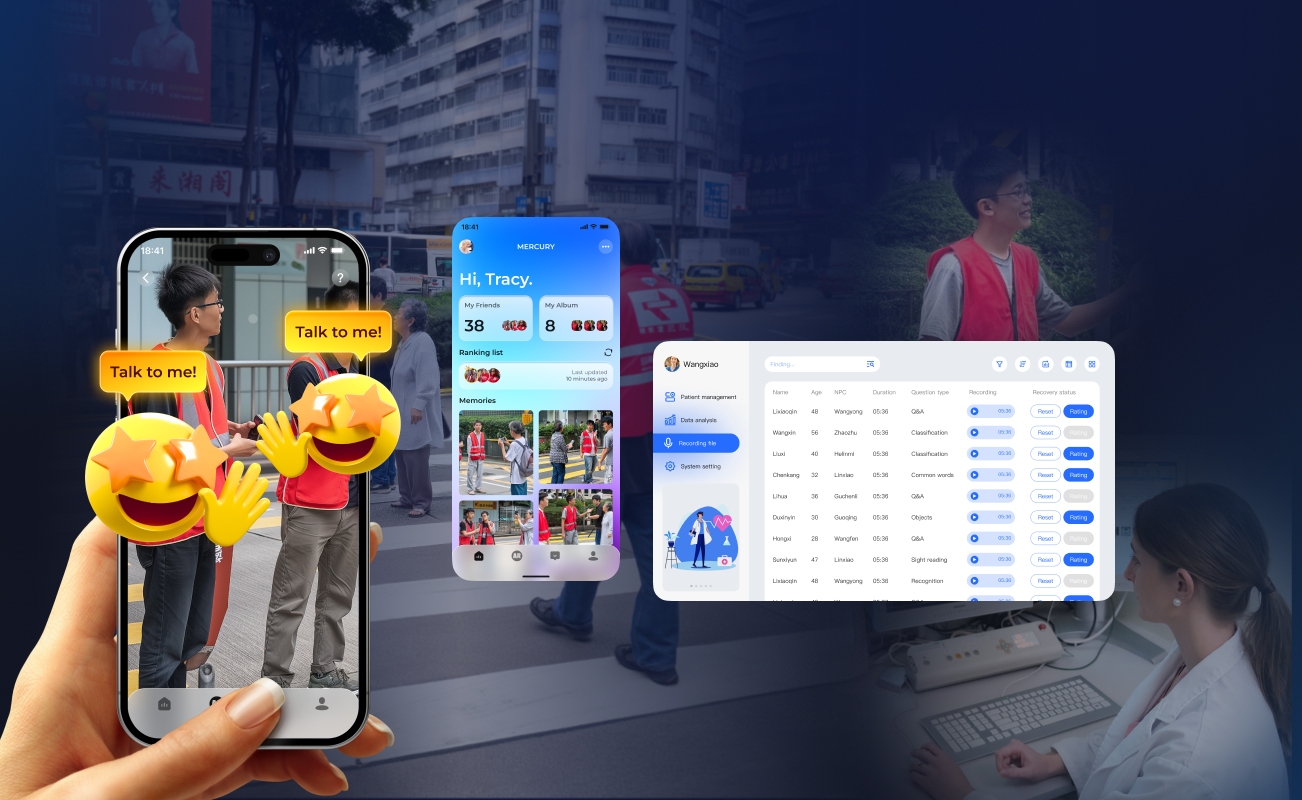 来湘阁
18:41
?
Talk to me!
Talk to me!
18:41
MERCURY
Hi, Tracy.
My Friends
38
My Album
8
Ranking list
Last updated
10 minutes ago
Memories
AR
Wangxiao
Patient management
Data analysis
Recording file
System setting
Finding...
Name Age NPC Duration Question type Recording Recovery status
Lixiaoqin 48 Wangyong 05:36 Q&A 05:36 Reset Rating
Wangxin 56 Zhaozhu 05:36 Classification 05:36 Reset Rating
Liuxi 40 Heilnmi 05:36 Classification 05:36 Reset Rating
Chenkang 32 Linxiao 05:36 Common words 05:36 Reset Rating
Lihua 36 Guchenli 05:36 Q&A 05:36 Reset Rating
Duxinyin 30 Guoqing 05:36 Objects 05:36 Reset Rating
Hongxi 28 Wangfen 05:36 Q&A 05:36 Reset Rating
Sunxiyun 47 Linxiao 05:36 Sight reading 05:36 Reset Rating
Lixiaoqin 48 Wangyong 05:36 Recognition 05:36 Reset Rating